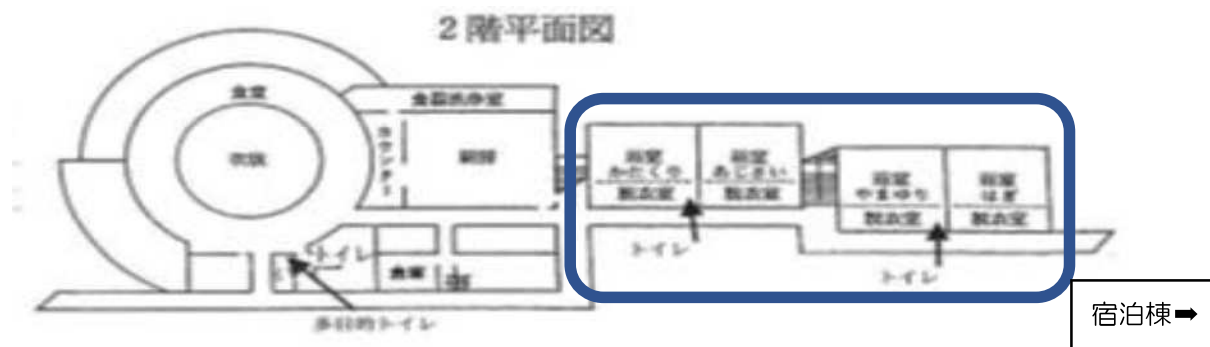 2階平面図
食堂
吹抜
食器洗浄室
カウンター
厨房
浴室
かたくり
脱衣室
浴室
あじさい
脱衣室
浴室
やまゆり
脱衣室
浴室
はぎ
脱衣室
トイレ
トイレ
トイレ
多目的トイレ
宿泊棟➡